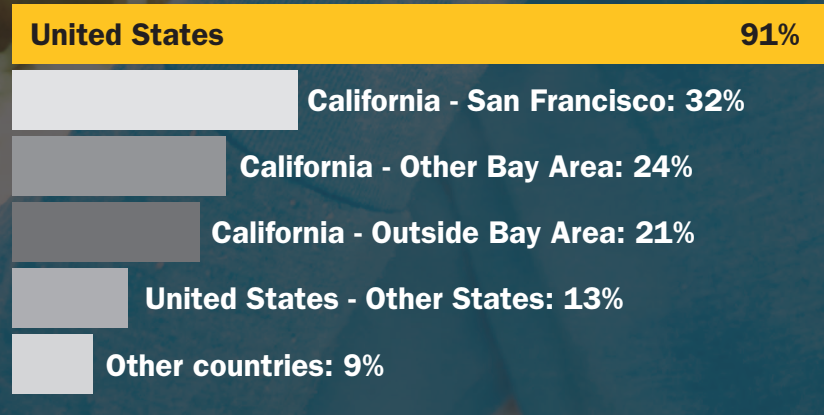 United States 91%
California - San Francisco: 32%
California - Other Bay Area: 24%
California - Outside Bay Area: 21%
United States - Other States: 13%
Other countries: 9%